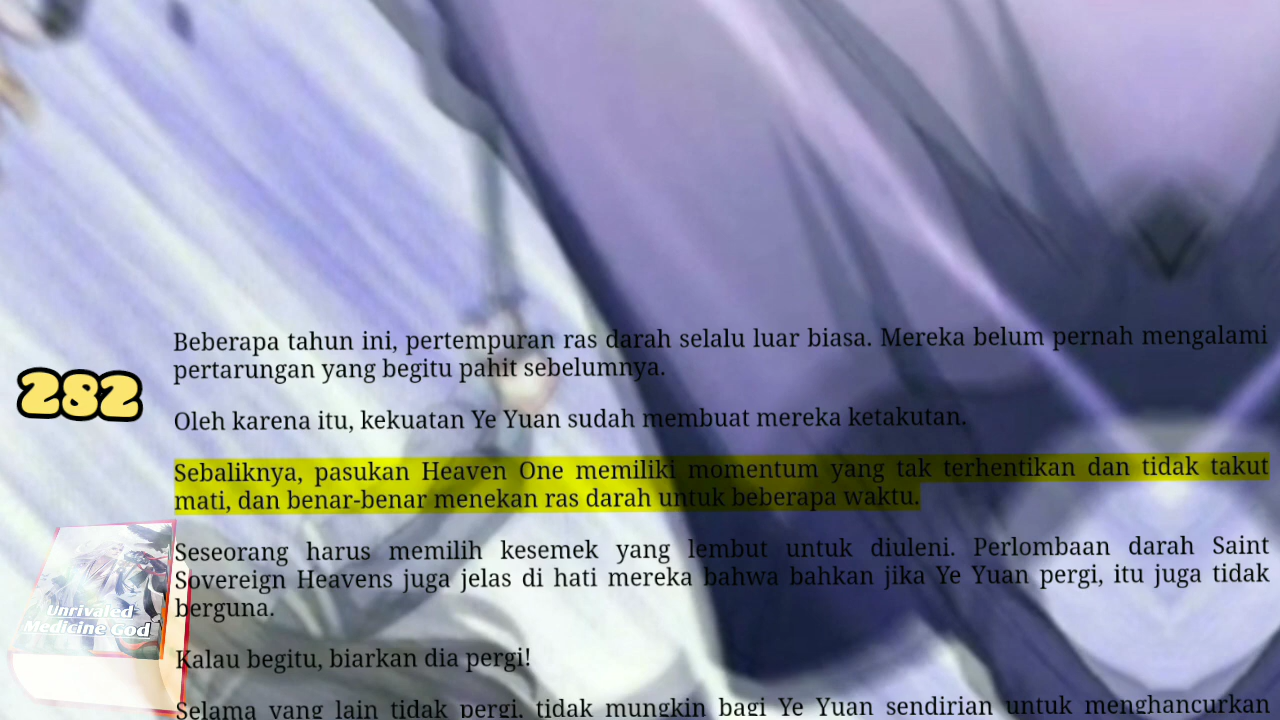 Beberapa tahun ini, pertempuran ras darah selalu luar biasa. Mereka belum pernah mengalami
pertarungan yang begitu pahit sebelumnya.
282
Oleh karena itu, kekuatan Ye Yuan sudah membuat mereka ketakutan.
Sebaliknya, pasukan Heaven One memiliki momentum yang tak terhentikan dan tidak takut
mati, dan benar-benar menekan ras darah untuk beberapa waktu.
Seseorang harus memilih kesemek yang lembut untuk diuleni. Perlombaan darah Saint
Sovereign Heavens juga jelas di hati mereka bahwa bahkan jika Ye Yuan pergi, itu juga tidak
berguna.
Unrivaled
Medicine God
Kalau begitu, biarkan dia pergi!
Selama yang lain tidak pergi, tidak mungkin bagi Ye Yuan sendirian untuk menghancurkan